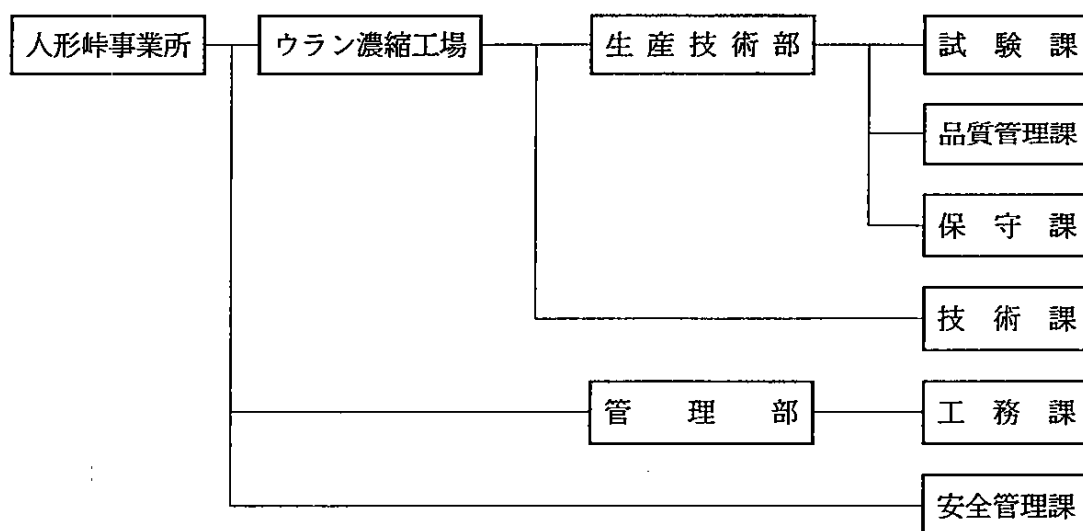 人形峠事業所
ウラン濃縮工場
生産技術部
試験課
品質管理課
保守課
技術課
管理部
工務課
安全管理課